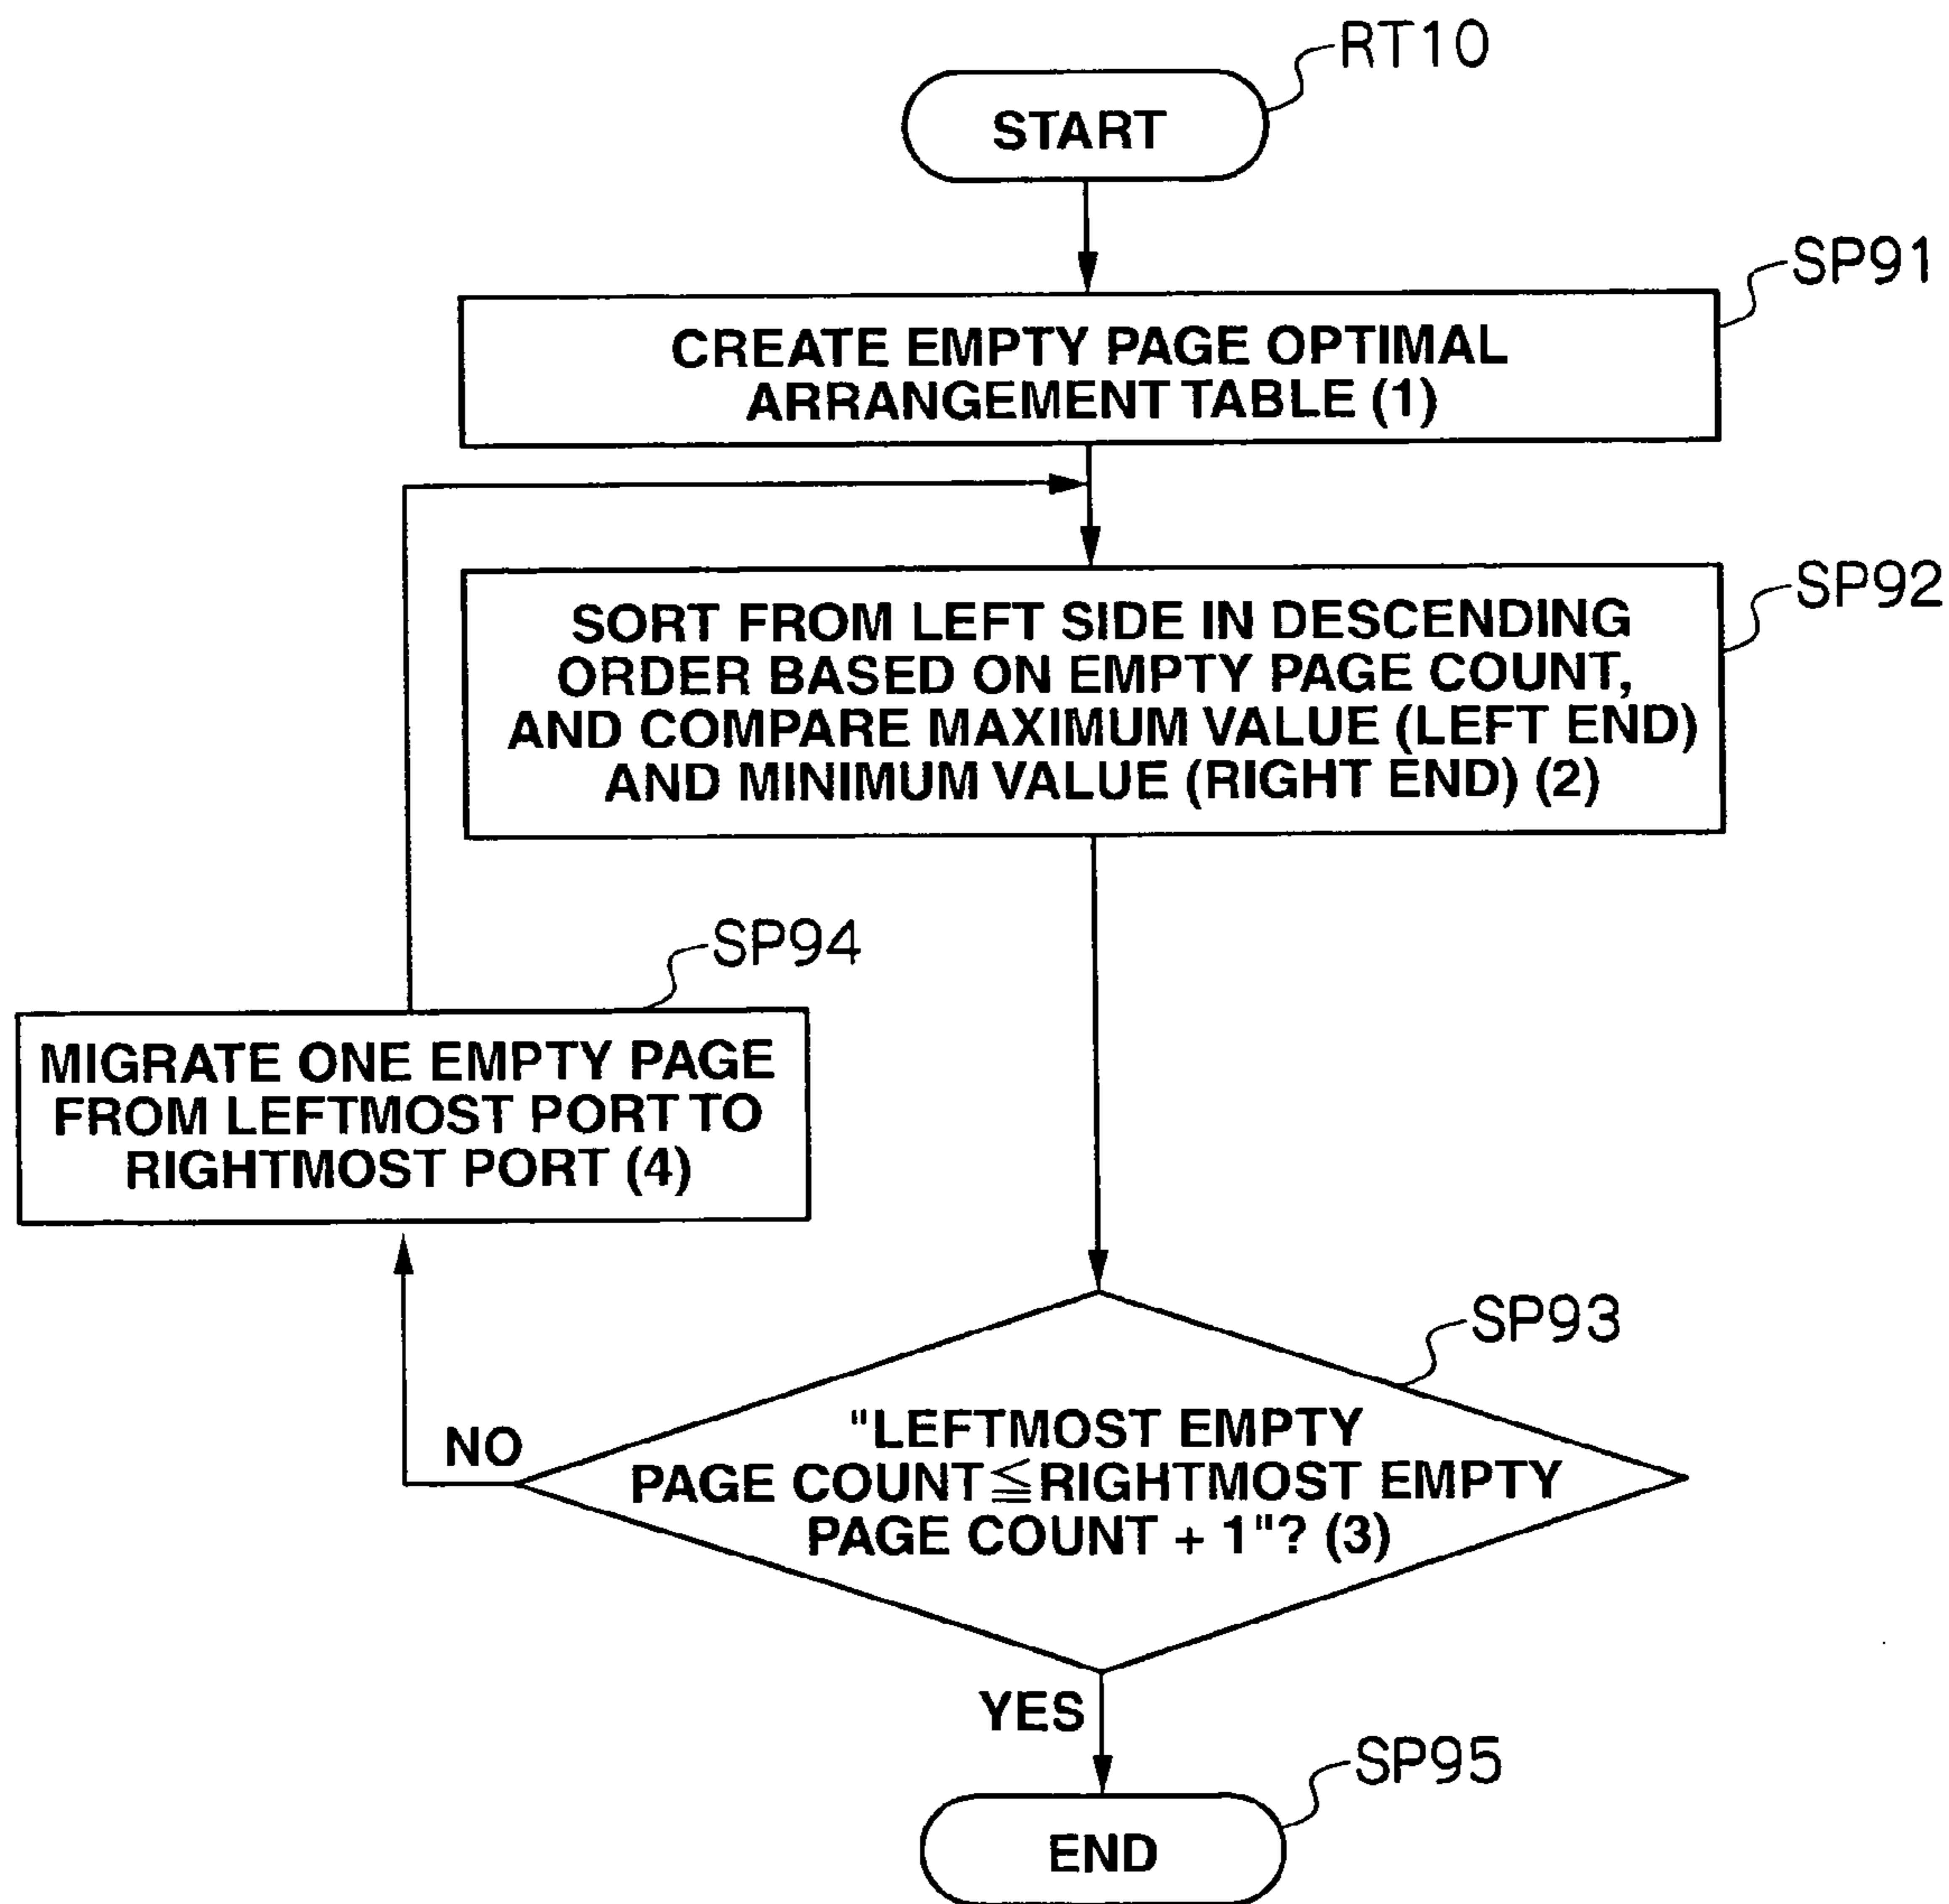 RT10
START
SP91
CREATE EMPTY PAGE OPTIMAL
ARRANGEMENT TABLE (1)
SP92
SORT FROM LEFT SIDE IN DESCENDING
ORDER BASED ON EMPTY PAGE COUNT,
AND COMPARE MAXIMUM VALUE (LEFT END)
AND MINIMUM VALUE (RIGHT END) (2)
SP94
MIGRATE ONE EMPTY PAGE
FROM LEFTMOST PORT TO
RIGHTMOST PORT (4)
SP93
NO
"LEFTMOST EMPTY
PAGE COUNT≦RIGHTMOST EMPTY
PAGE COUNT + 1"? (3)
YES
SP95
END